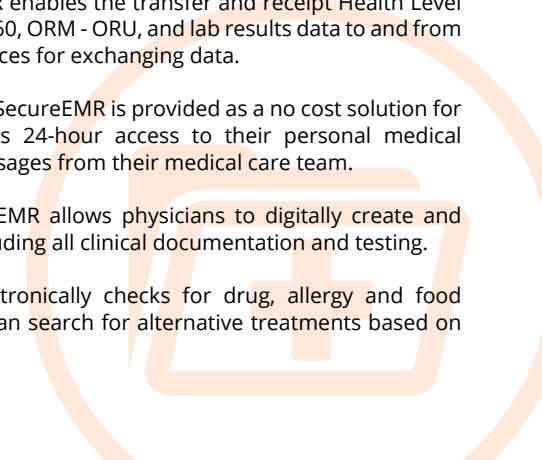 enables the transfer and receipt Health Level
60, ORM - ORU, and lab results data to and from
ces for exchanging data.
SecureEMR is provided as a no cost solution for
ts 24-hour access to their personal medical
sages from their medical care team.
EMR allows physicians to digitally create and
uding all clinical documentation and testing.
tronically checks for drug, allergy and food
an search for alternative treatments based on